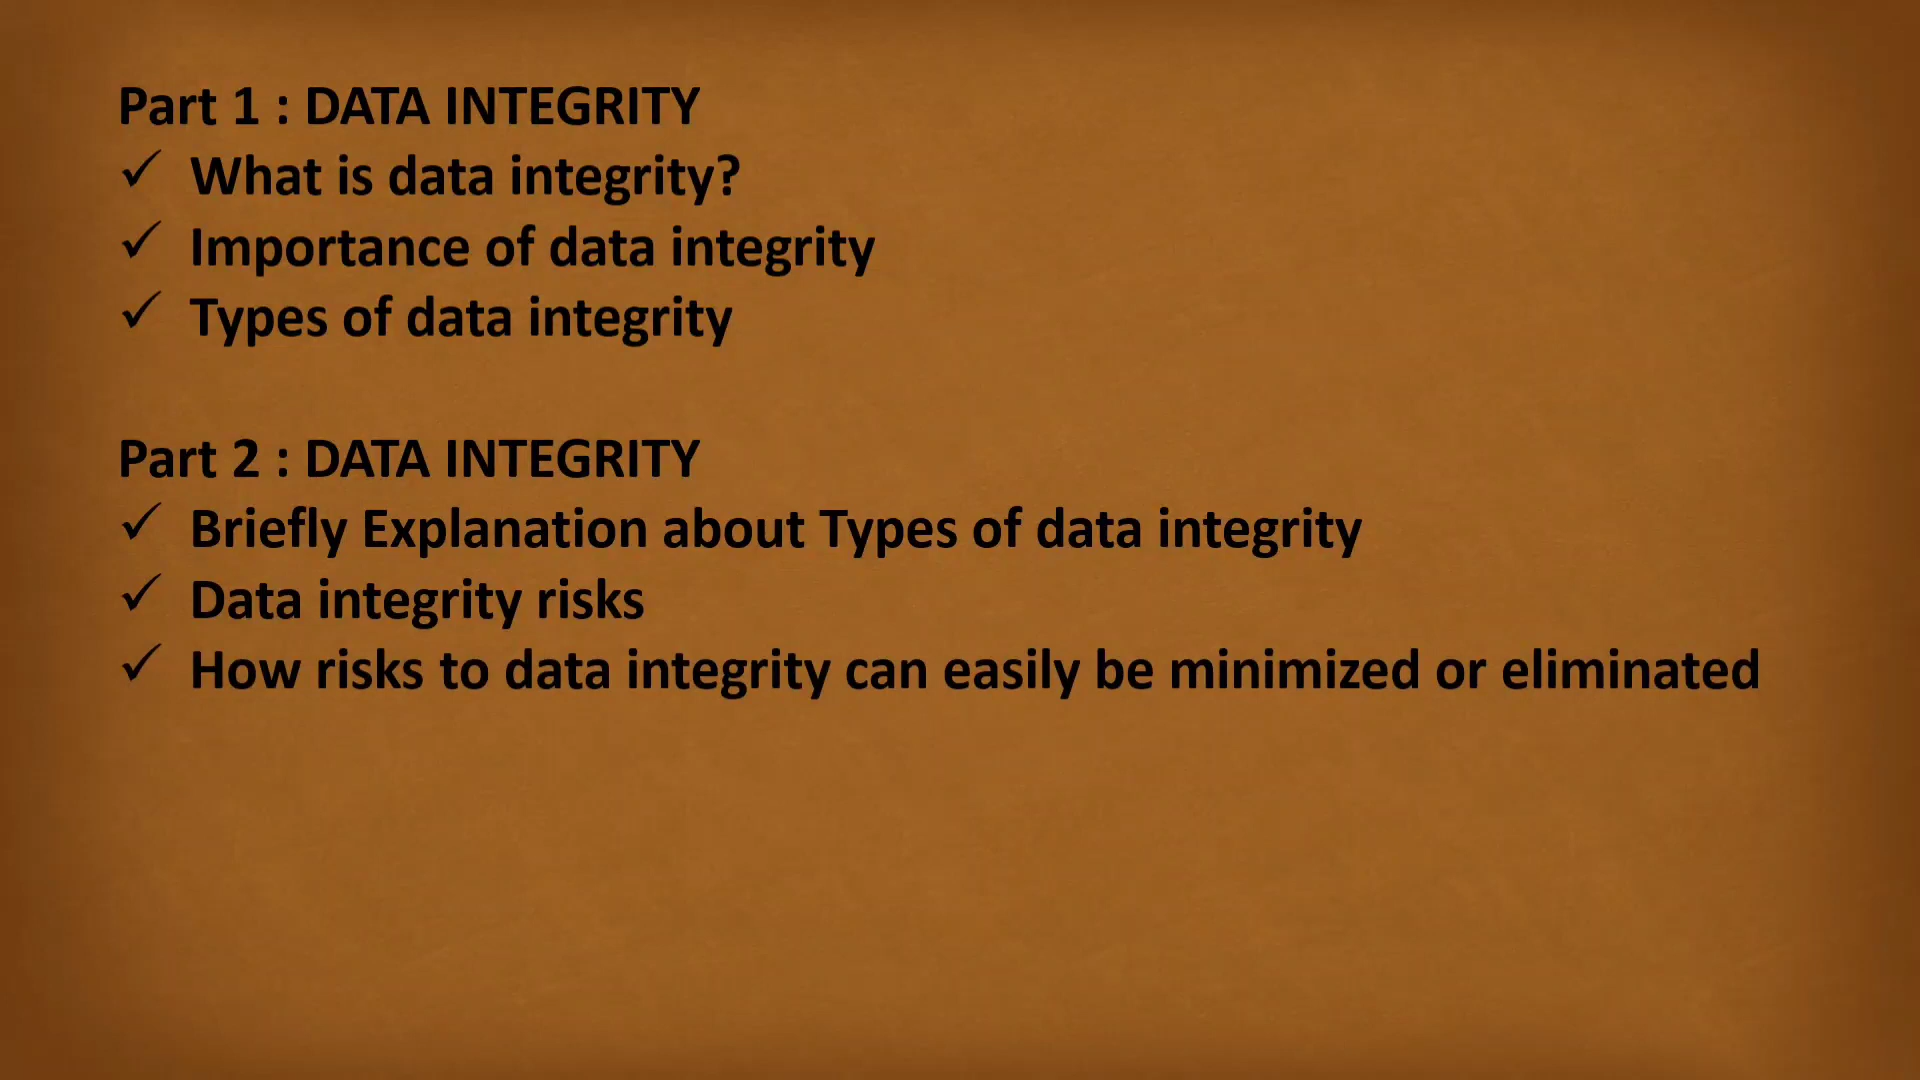 Part 1 : DATA INTEGRITY
✓ What is data integrity?
✓ Importance of data integrity
✓ Types of data integrity
Part 2 : DATA INTEGRITY
✓ Briefly Explanation about Types of data integrity
✓ Data integrity risks
✓ How risks to data integrity can easily be minimized or eliminated